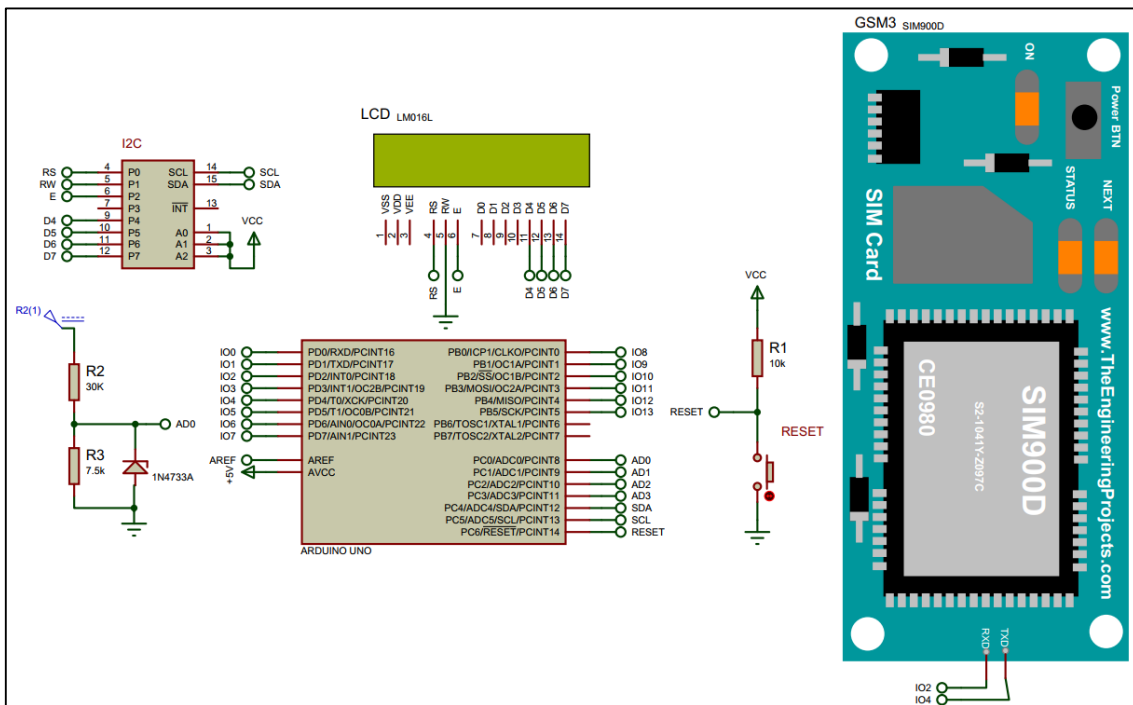 GSM3 SIM900D
ON
Power BTN
STATUS
NEXT
SIM Card
www.TheEngineeringProjects.com
CE0980
SIM900D
S2-1041Y-Z097C
RXD
TXD
IO2
IO4
I2C
RS 4 P0 SCL 14 SCL
RW 5 P1 SDA 15 SDA
E 6 P2
7 P3 INT 13
D4 9 P4
D5 10 P5 A0 1
D6 11 P6 A1 2
D7 12 P7 A2 3
VCC
LCD LM016L
VSS VDD VEE RS RW E D0 D1 D2 D3 D4 D5 D6 D7
1 2 3 4 5 6 7 8 9 10 11 12 13 14
RS E D4 D5 D6 D7
R2(1)
R2
30K
AD0
R3
7.5k
1N4733A
IO0 PD0/RXD/PCINT16 PB0/ICP1/CLKO/PCINT0 IO8
IO1 PD1/TXD/PCINT17 PB1/OC1A/PCINT1 IO9
IO2 PD2/INT0/PCINT18 PB2/SS/OC1B/PCINT2 IO10
IO3 PD3/INT1/OC2B/PCINT19 PB3/MOSI/OC2A/PCINT3 IO11
IO4 PD4/T0/XCK/PCINT20 PB4/MISO/PCINT4 IO12
IO5 PD5/T1/OC0B/PCINT21 PB5/SCK/PCINT5 IO13
IO6 PD6/AIN0/OC0A/PCINT22 PB6/TOSC1/XTAL1/PCINT6
IO7 PD7/AIN1/PCINT23 PB7/TOSC2/XTAL2/PCINT7
AREF AREF PC0/ADC0/PCINT8 AD0
+5V AVCC PC1/ADC1/PCINT9 AD1
PC2/ADC2/PCINT10 AD2
PC3/ADC3/PCINT11 AD3
PC4/ADC4/SDA/PCINT12 SDA
PC5/ADC5/SCL/PCINT13 SCL
PC6/RESET/PCINT14 RESET
ARDUINO UNO
VCC
R1
10k
RESET
RESET